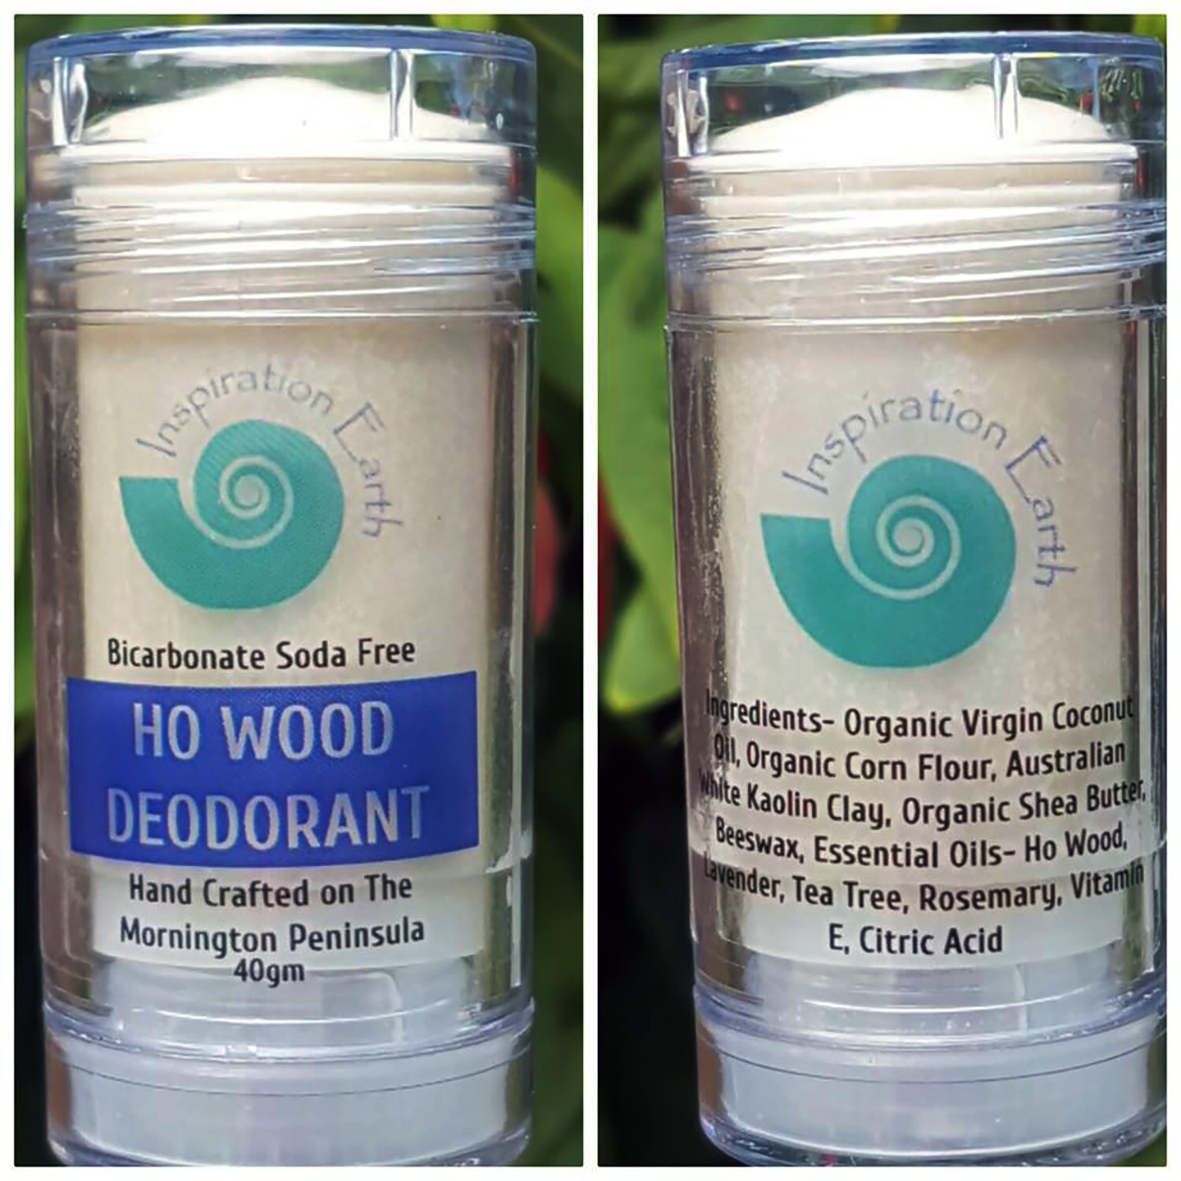 Inspiration Earth
Bicarbonate Soda Free
HO WOOD
DEODORANT
Hand Crafted on The
Mornington Peninsula
40gm
Inspiration Earth
Ingredients- Organic Virgin Coconut
Oil, Organic Corn Flour, Australian
White Kaolin Clay, Organic Shea Butter,
Beeswax, Essential Oils- Ho Wood,
Lavender, Tea Tree, Rosemary, Vitamin
E, Citric Acid